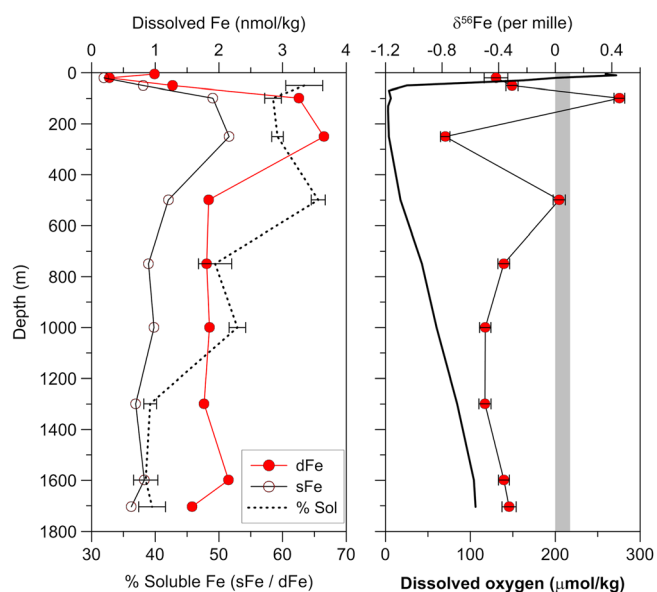 Dissolved Fe (nmol/kg)
0 1 2 3 4
δ⁵⁶Fe (per mille)
-1.2 -0.8 -0.4 0 0.4
0
200
400
600
800
1000
1200
1400
1600
1800
Depth (m)
dFe
sFe
% Sol
30 40 50 60 70
% Soluble Fe (sFe / dFe)
0 100 200 300
Dissolved oxygen (μmol/kg)